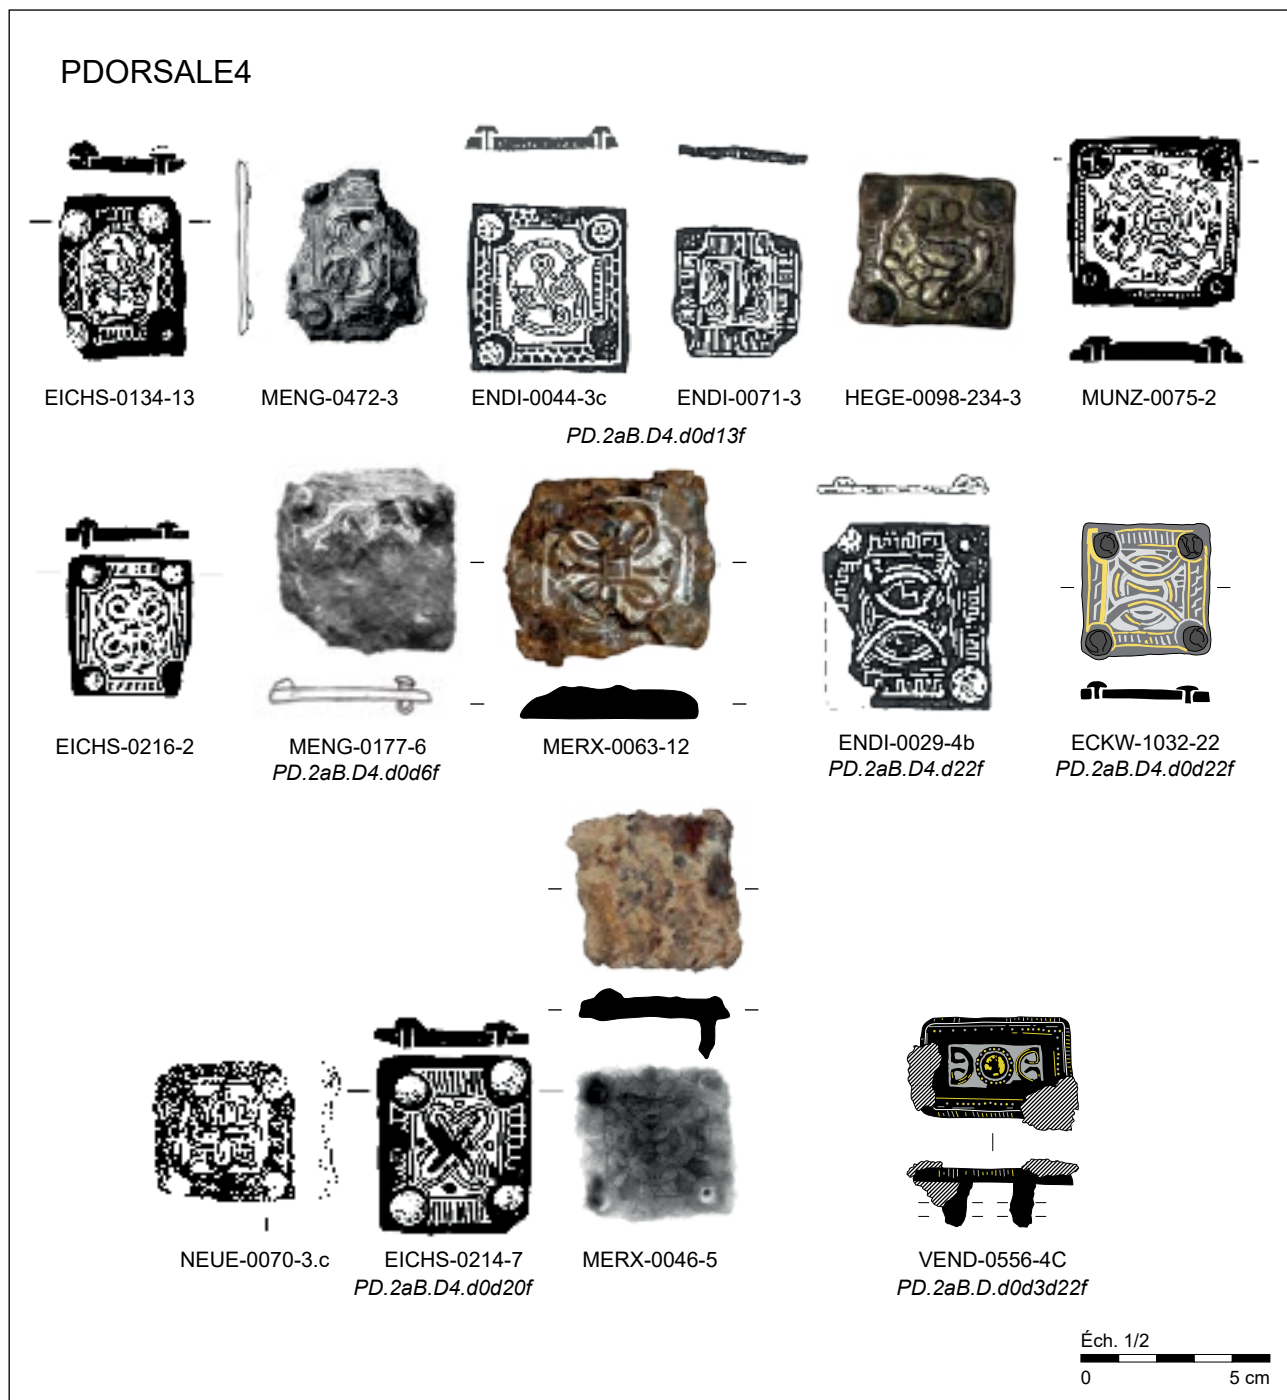 PDORSALE4
EICHS-0134-13
MENG-0472-3
ENDI-0044-3c
ENDI-0071-3
HEGE-0098-234-3
MUNZ-0075-2
PD.2aB.D4.d0d13f
EICHS-0216-2
MENG-0177-6
MERX-0063-12
ENDI-0029-4b
ECKW-1032-22
PD.2aB.D4.d0d6f
PD.2aB.D4.d22f
PD.2aB.D4.d0d22f
NEUE-0070-3.c
EICHS-0214-7
MERX-0046-5
VEND-0556-4C
PD.2aB.D4.d0d20f
PD.2aB.D.d0d3d22f
Éch. 1/2
0
5 cm